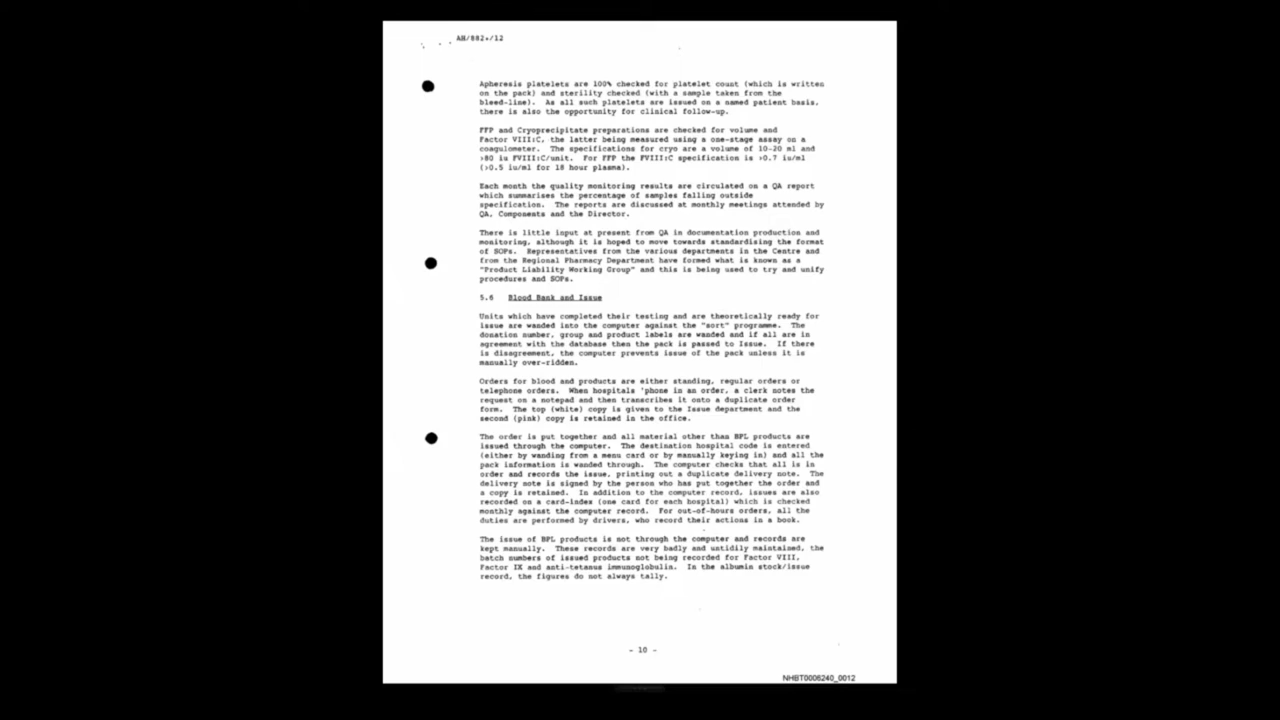 AH/882+/12
Apheresis platelets are 100% checked for platelet count (which is written
on the pack) and sterility checked (with a sample taken from the
bleed-line). As all such platelets are issued on a named patient basis,
there is also the opportunity for clinical follow-up.
FFP and Cryoprecipitate preparations are checked for volume and
Factor VIII:C, the latter being measured using a one-stage assay on a
coagulometer. The specifications for cryo are a volume of 10-20 ml and
>80 iu FVIII:C/unit. For FFP the FVIII:C specification is >0.7 iu/ml
(>0.5 iu/ml for 18 hour plasma).
Each month the quality monitoring results are circulated on a QA report
which summarises the percentage of samples falling outside
specification. The reports are discussed at monthly meetings attended by
QA, Components and the Director.
There is little input at present from QA in documentation production and
monitoring, although it is hoped to move towards standardising the format
of SOPs. Representatives from the various departments in the Centre and
from the Regional Pharmacy Department have formed what is known as a
"Product Liability Working Group" and this is being used to try and unify
procedures and SOPs.
5.6 Blood Bank and Issue
Units which have completed their testing and are theoretically ready for
issue are wanded into the computer against the "sort" programme. The
donation number, group and product labels are wanded and if all are in
agreement with the database then the pack is passed to Issue. If there
is disagreement, the computer prevents issue of the pack unless it is
manually over-ridden.
Orders for blood and products are either standing, regular orders or
telephone orders. When hospitals 'phone in an order, a clerk notes the
request on a notepad and then transcribes it onto a duplicate order
form. The top (white) copy is given to the Issue department and the
second (pink) copy is retained in the office.
The order is put together and all material other than BPL products are
issued through the computer. The destination hospital code is entered
(either by wanding from a menu card or by manually keying in) and all the
pack information is wanded through. The computer checks that all is in
order and records the issue, printing out a duplicate delivery note. The
delivery note is signed by the person who has put together the order and
a copy is retained. In addition to the computer record, issues are also
recorded on a card-index (one card for each hospital) which is checked
monthly against the computer record. For out-of-hours orders, all the
duties are performed by drivers, who record their actions in a book.
The issue of BPL products is not through the computer and records are
kept manually. These records are very badly and untidily maintained, the
batch numbers of issued products not being recorded for Factor VIII,
Factor IX and anti-tetanus immunoglobulin. In the albumin stock/issue
record, the figures do not always tally.
- 10 -
NHBT0006240_0012